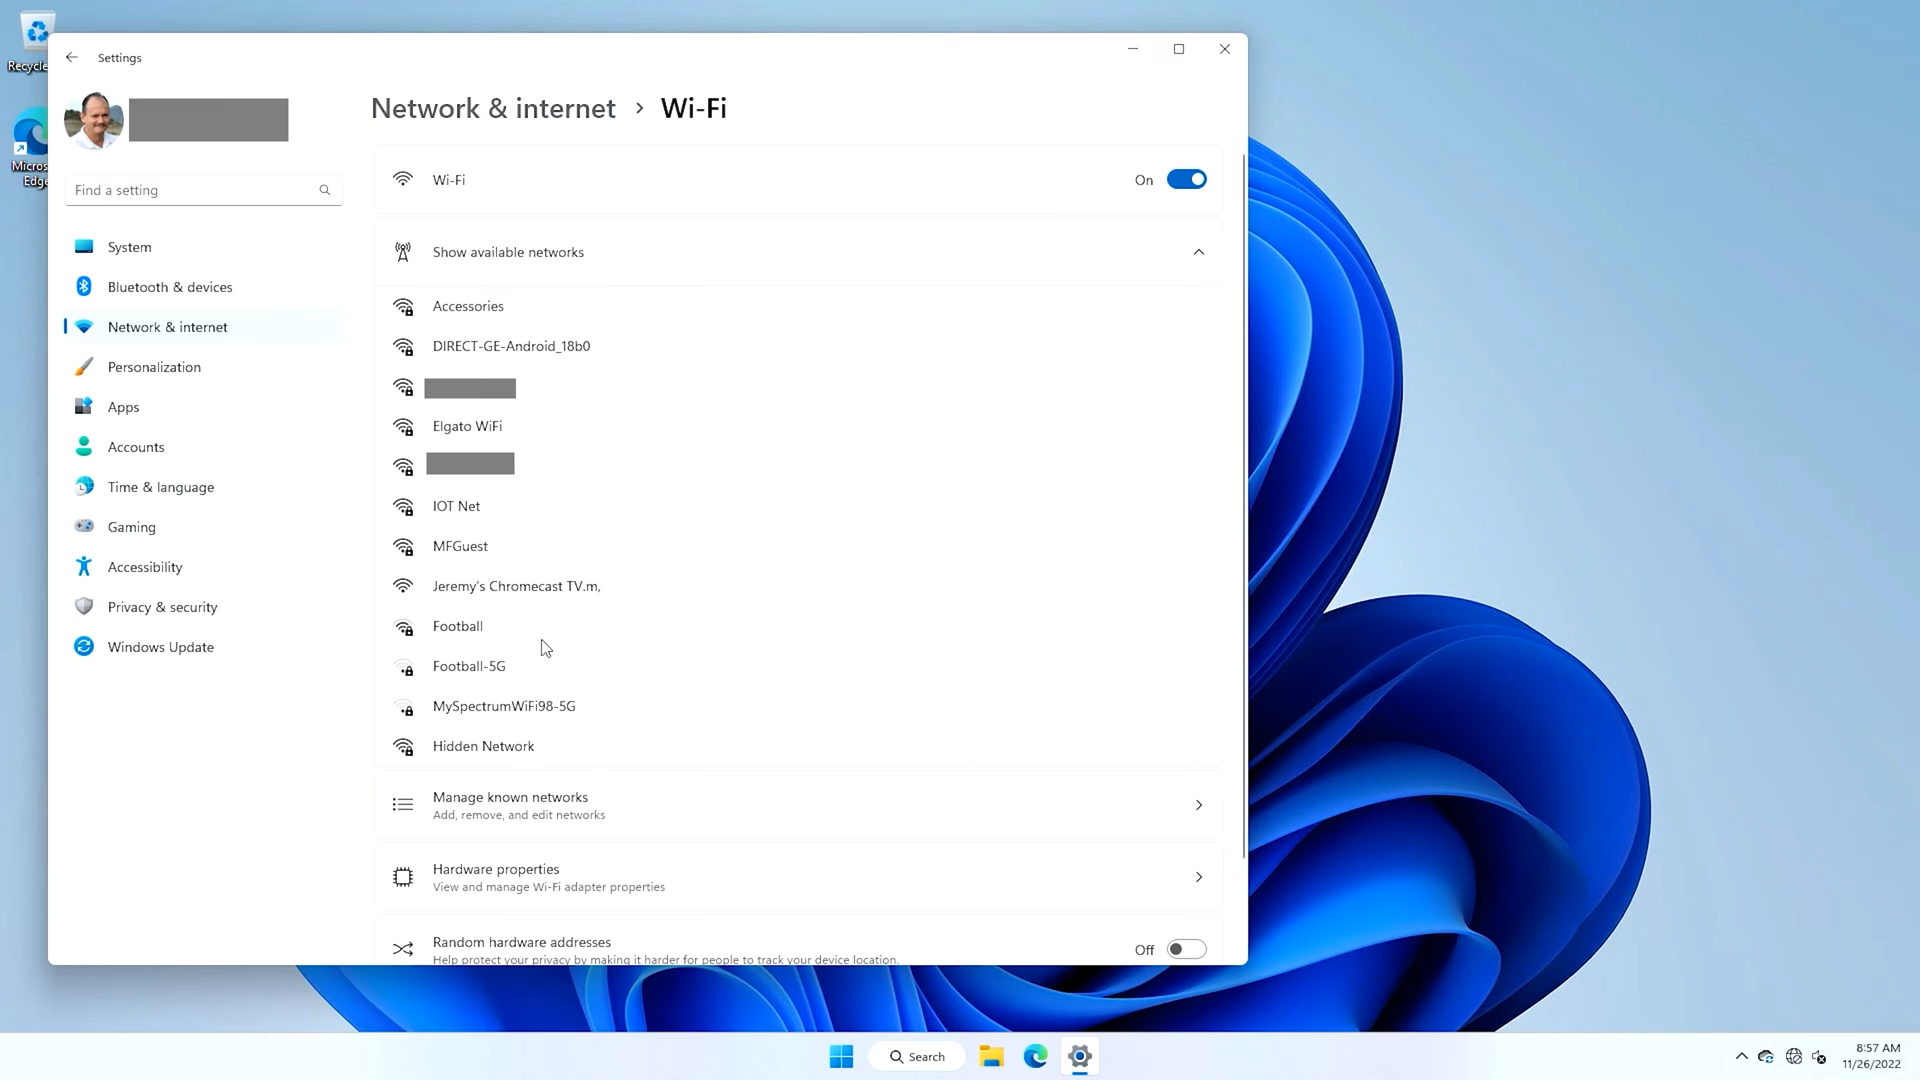 Recycle
Micros
Edge
Settings
Find a setting
System
Bluetooth & devices
Network & internet
Personalization
Apps
Accounts
Time & language
Gaming
Accessibility
Privacy & security
Windows Update
Network & internet > Wi-Fi
Wi-Fi
On
Show available networks
Accessories
DIRECT-GE-Android_18b0
Elgato WiFi
IOT Net
MFGuest
Jeremy's Chromecast TV.m,
Football
Football-5G
MySpectrumWiFi98-5G
Hidden Network
Manage known networks
Add, remove, and edit networks
Hardware properties
View and manage Wi-Fi adapter properties
Random hardware addresses
Help protect your privacy by making it harder for people to track your device location.
Off
Search
8:57 AM
11/26/2022